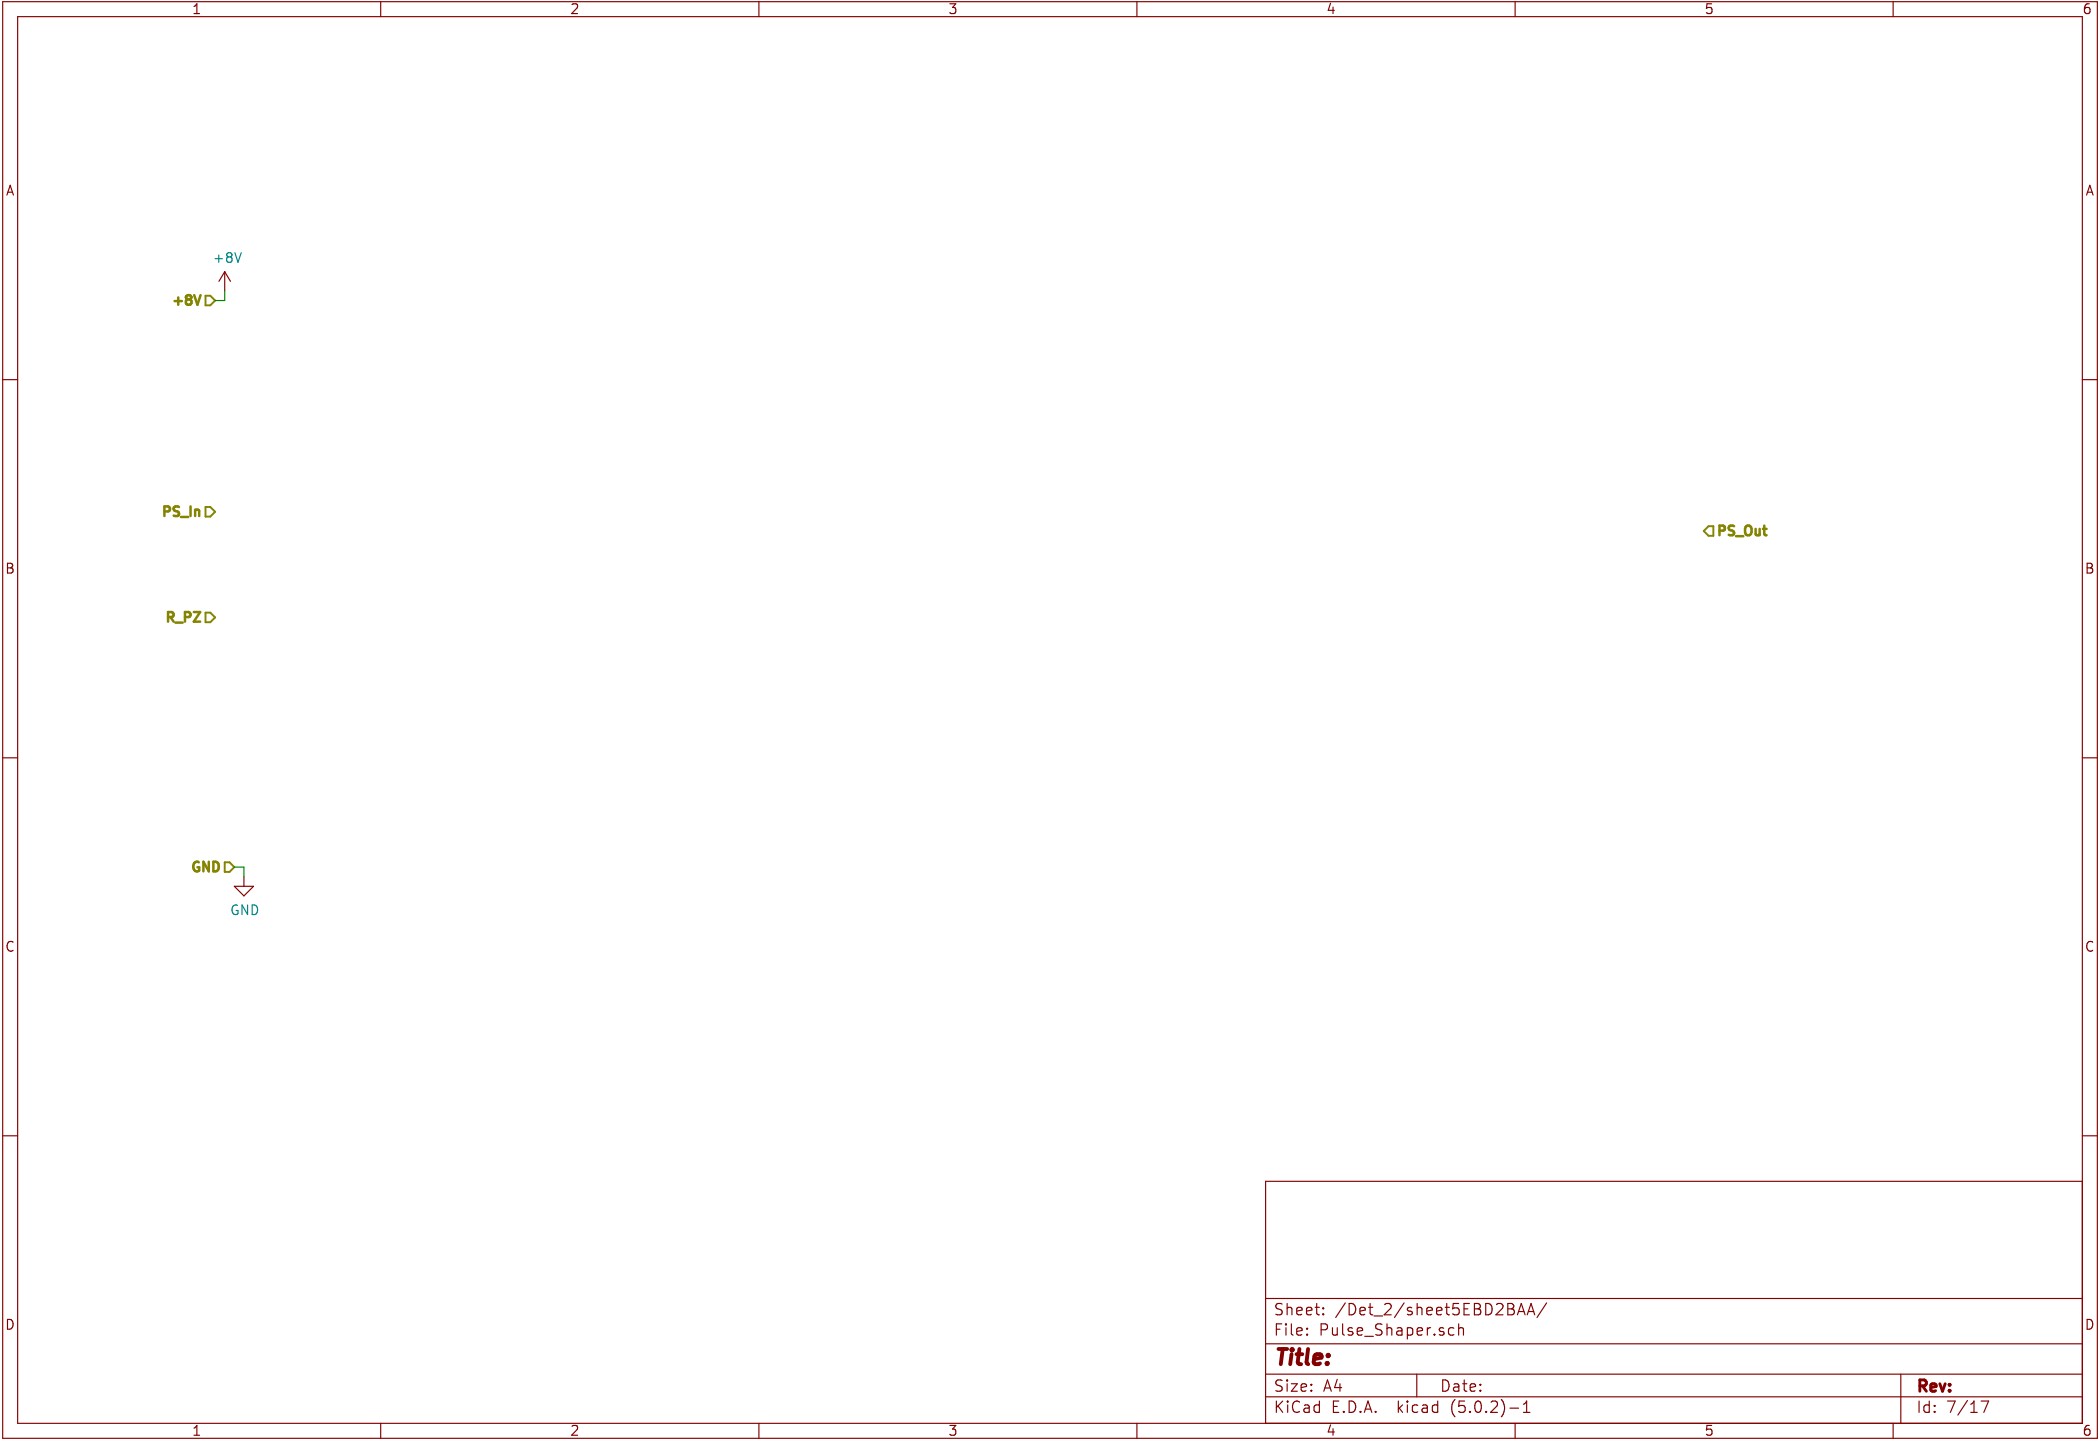 1 2 3 4 5 6
A A
+8V
+8V
PS_In
PS_Out
B B
R_PZ
GND
GND
C C
Sheet: /Det_2/sheet5EBD2BAA/
File: Pulse_Shaper.sch
D D
Title:
Size: A4 Date: Rev:
KiCad E.D.A. kicad (5.0.2)-1 Id: 7/17
1 2 3 4 5 6